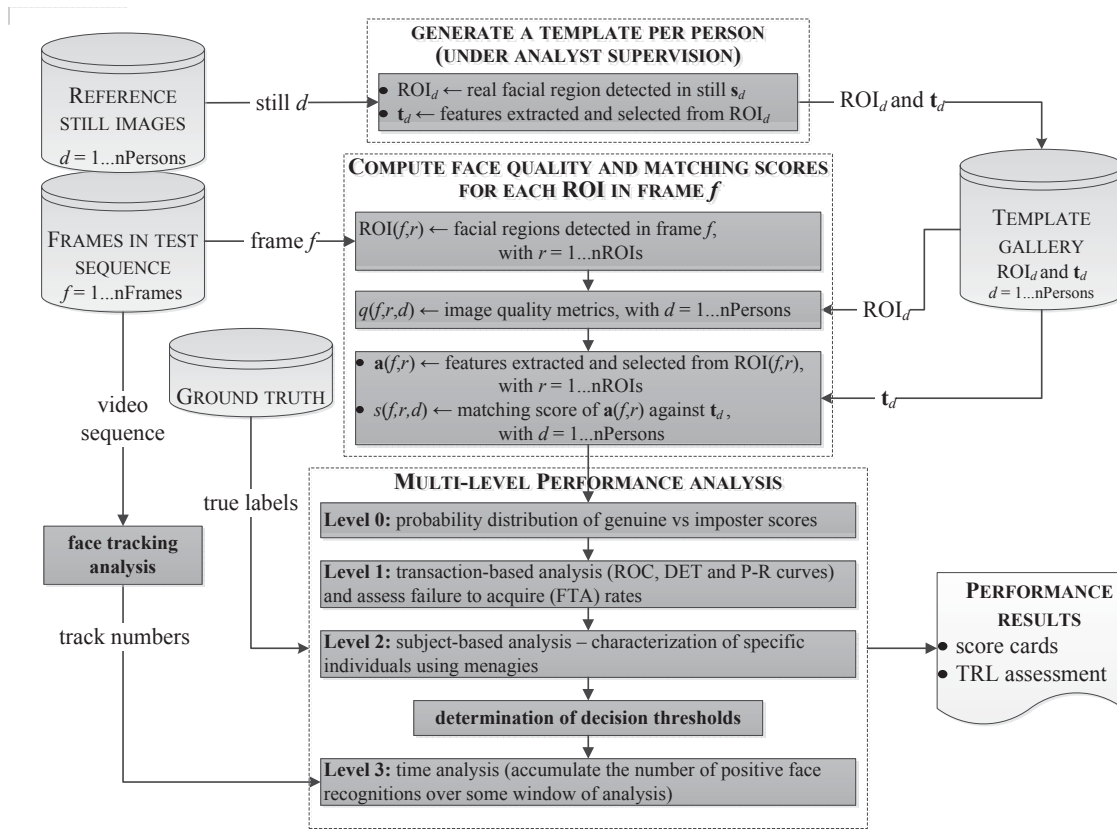 GENERATE A TEMPLATE PER PERSON
(UNDER ANALYST SUPERVISION)
• ROId ← real facial region detected in still sd
• td ← features extracted and selected from ROId
REFERENCE
STILL IMAGES
d = 1...nPersons
still d
ROId and td
COMPUTE FACE QUALITY AND MATCHING SCORES
FOR EACH ROI IN FRAME f
ROI(f,r) ← facial regions detected in frame f,
with r = 1...nROIs
q(f,r,d) ← image quality metrics, with d = 1...nPersons
• a(f,r) ← features extracted and selected from ROI(f,r),
with r = 1...nROIs
• s(f,r,d) ← matching score of a(f,r) against td ,
with d = 1...nPersons
FRAMES IN TEST
SEQUENCE
f = 1...nFrames
frame f
TEMPLATE
GALLERY
ROId and td
d = 1...nPersons
ROId
td
GROUND TRUTH
video
sequence
true labels
face tracking
analysis
track numbers
MULTI-LEVEL PERFORMANCE ANALYSIS
Level 0: probability distribution of genuine vs imposter scores
Level 1: transaction-based analysis (ROC, DET and P-R curves)
and assess failure to acquire (FTA) rates
Level 2: subject-based analysis – characterization of specific
individuals using menagies
determination of decision thresholds
Level 3: time analysis (accumulate the number of positive face
recognitions over some window of analysis)
PERFORMANCE
RESULTS
• score cards
• TRL assessment